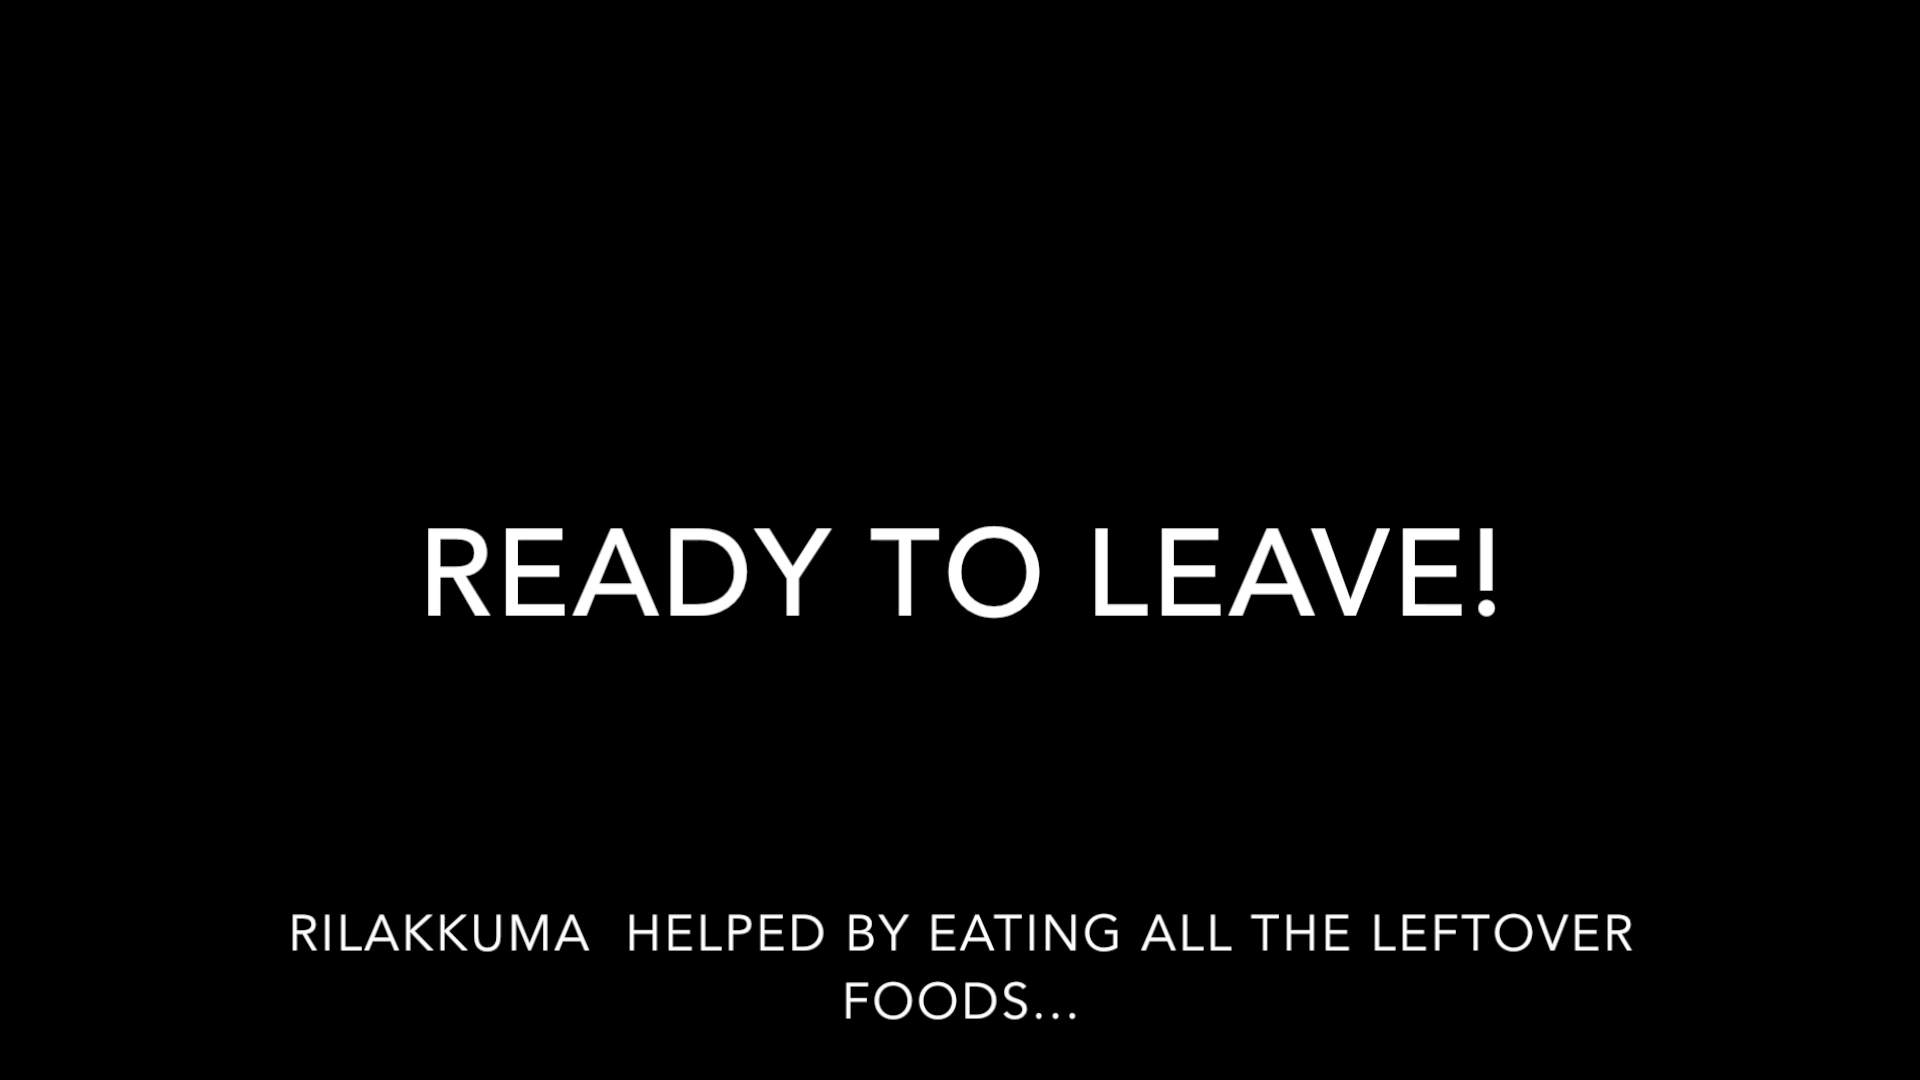 READY TO LEAVE!
RILAKKUMA  HELPED BY EATING ALL THE LEFTOVER
FOODS...